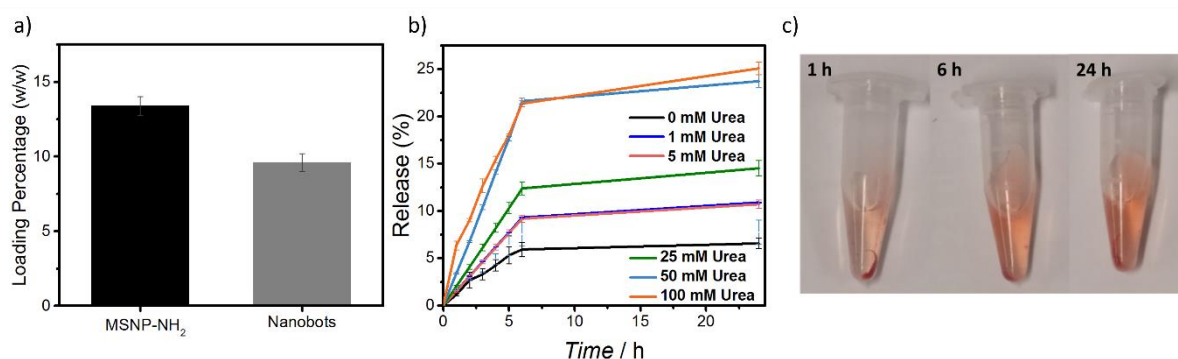 a)
Loading Percentage (w/w)
15
10
5
0
MSNP-NH₂
Nanobots
b)
Release (%)
25
20
15
10
5
0
0 mM Urea
1 mM Urea
5 mM Urea
25 mM Urea
50 mM Urea
100 mM Urea
0
5
10
15
20
Time / h
c)
1 h
6 h
24 h